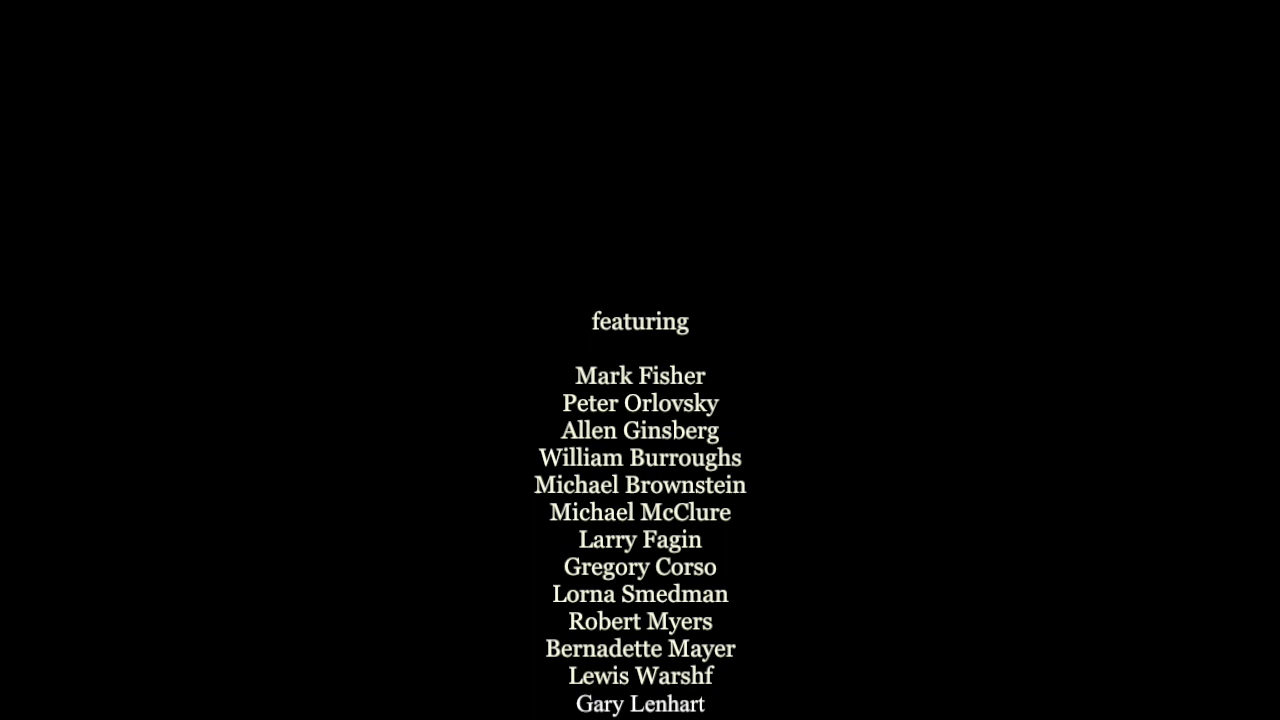 featuring
Mark Fisher
Peter Orlovsky
Allen Ginsberg
William Burroughs
Michael Brownstein
Michael McClure
Larry Fagin
Gregory Corso
Lorna Smedman
Robert Myers
Bernadette Mayer
Lewis Warshf
Gary Lenhart